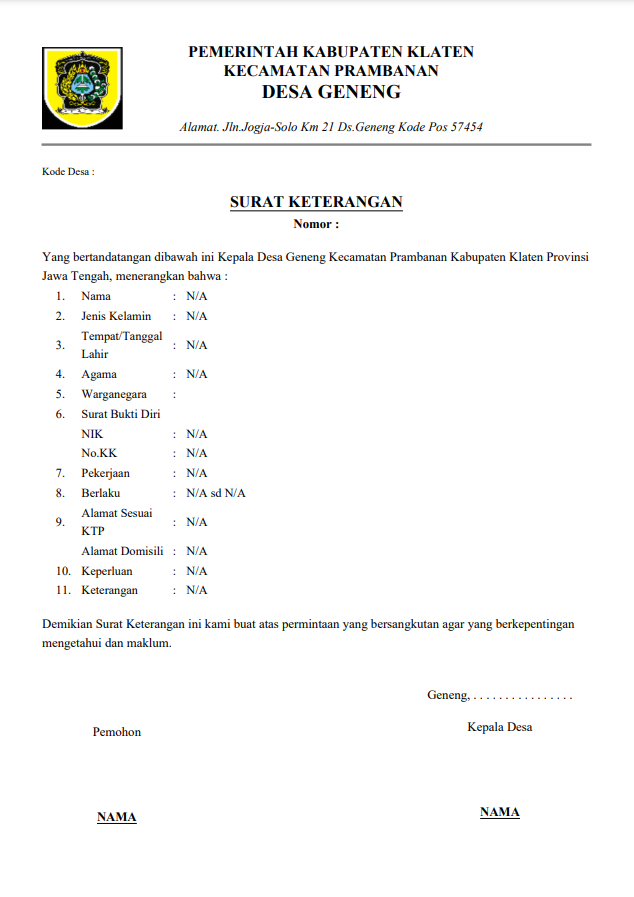 PEMERINTAH KABUPATEN KLATEN
KECAMATAN PRAMBANAN
DESA GENENG
Alamat. Jln.Jogja-Solo Km 21 Ds.Geneng Kode Pos 57454
Kode Desa :
SURAT KETERANGAN
Nomor :
Yang bertandatangan dibawah ini Kepala Desa Geneng Kecamatan Prambanan Kabupaten Klaten Provinsi
Jawa Tengah, menerangkan bahwa :
1. Nama : N/A
2. Jenis Kelamin : N/A
3. Tempat/Tanggal Lahir : N/A
4. Agama : N/A
5. Warganegara :
6. Surat Bukti Diri
NIK : N/A
No.KK : N/A
7. Pekerjaan : N/A
8. Berlaku : N/A sd N/A
9. Alamat Sesuai KTP : N/A
Alamat Domisili : N/A
10. Keperluan : N/A
11. Keterangan : N/A
Demikian Surat Keterangan ini kami buat atas permintaan yang bersangkutan agar yang berkepentingan
mengetahui dan maklum.
Geneng, . . . . . . . . . . . . . . . .
Kepala Desa
Pemohon
NAMA
NAMA